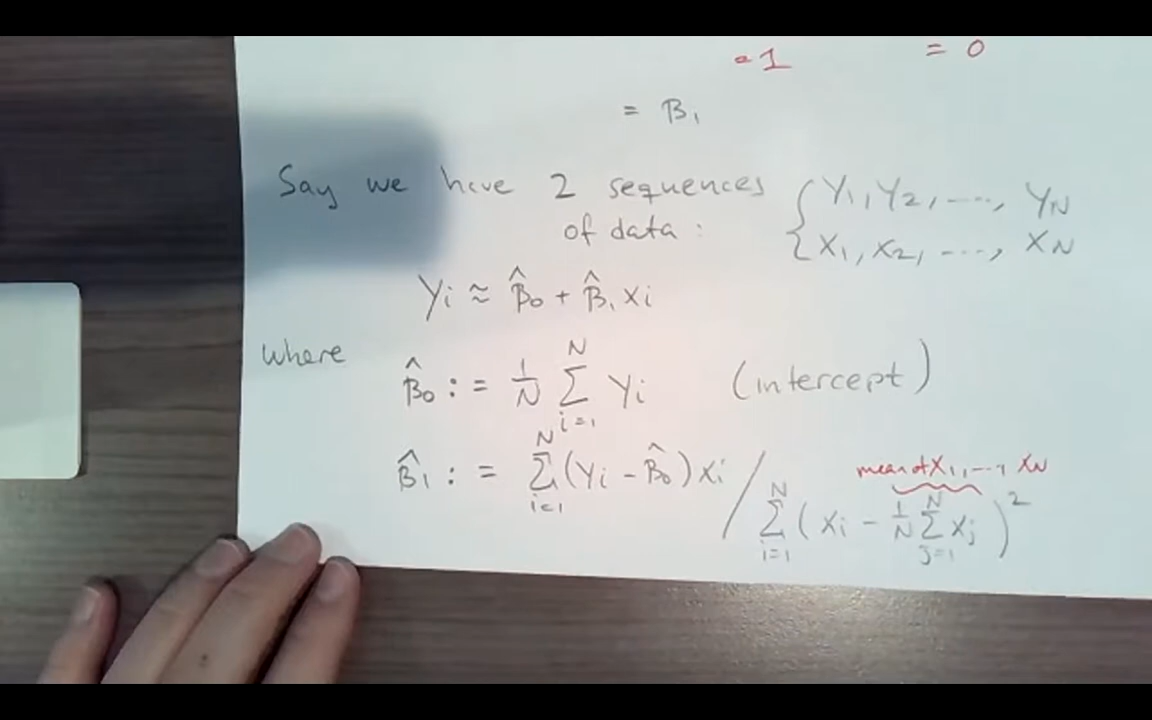 = 1 = 0
= B₁
Say we have 2 sequences { Y₁, Y₂, ..., Y_N
of data : { X₁, X₂, ..., X_N
Yi ≈ B̂₀ + B̂₁ xi
where
B̂₀ := 1/N Σ_{i=1}^{N} Yi (intercept)
B̂₁ := Σ_{i=1}^{N} (Yi - B̂₀) xi / Σ_{i=1}^{N} ( xi - 1/N Σ_{j=1}^{N} xj )²
mean of X₁, ..., X_N